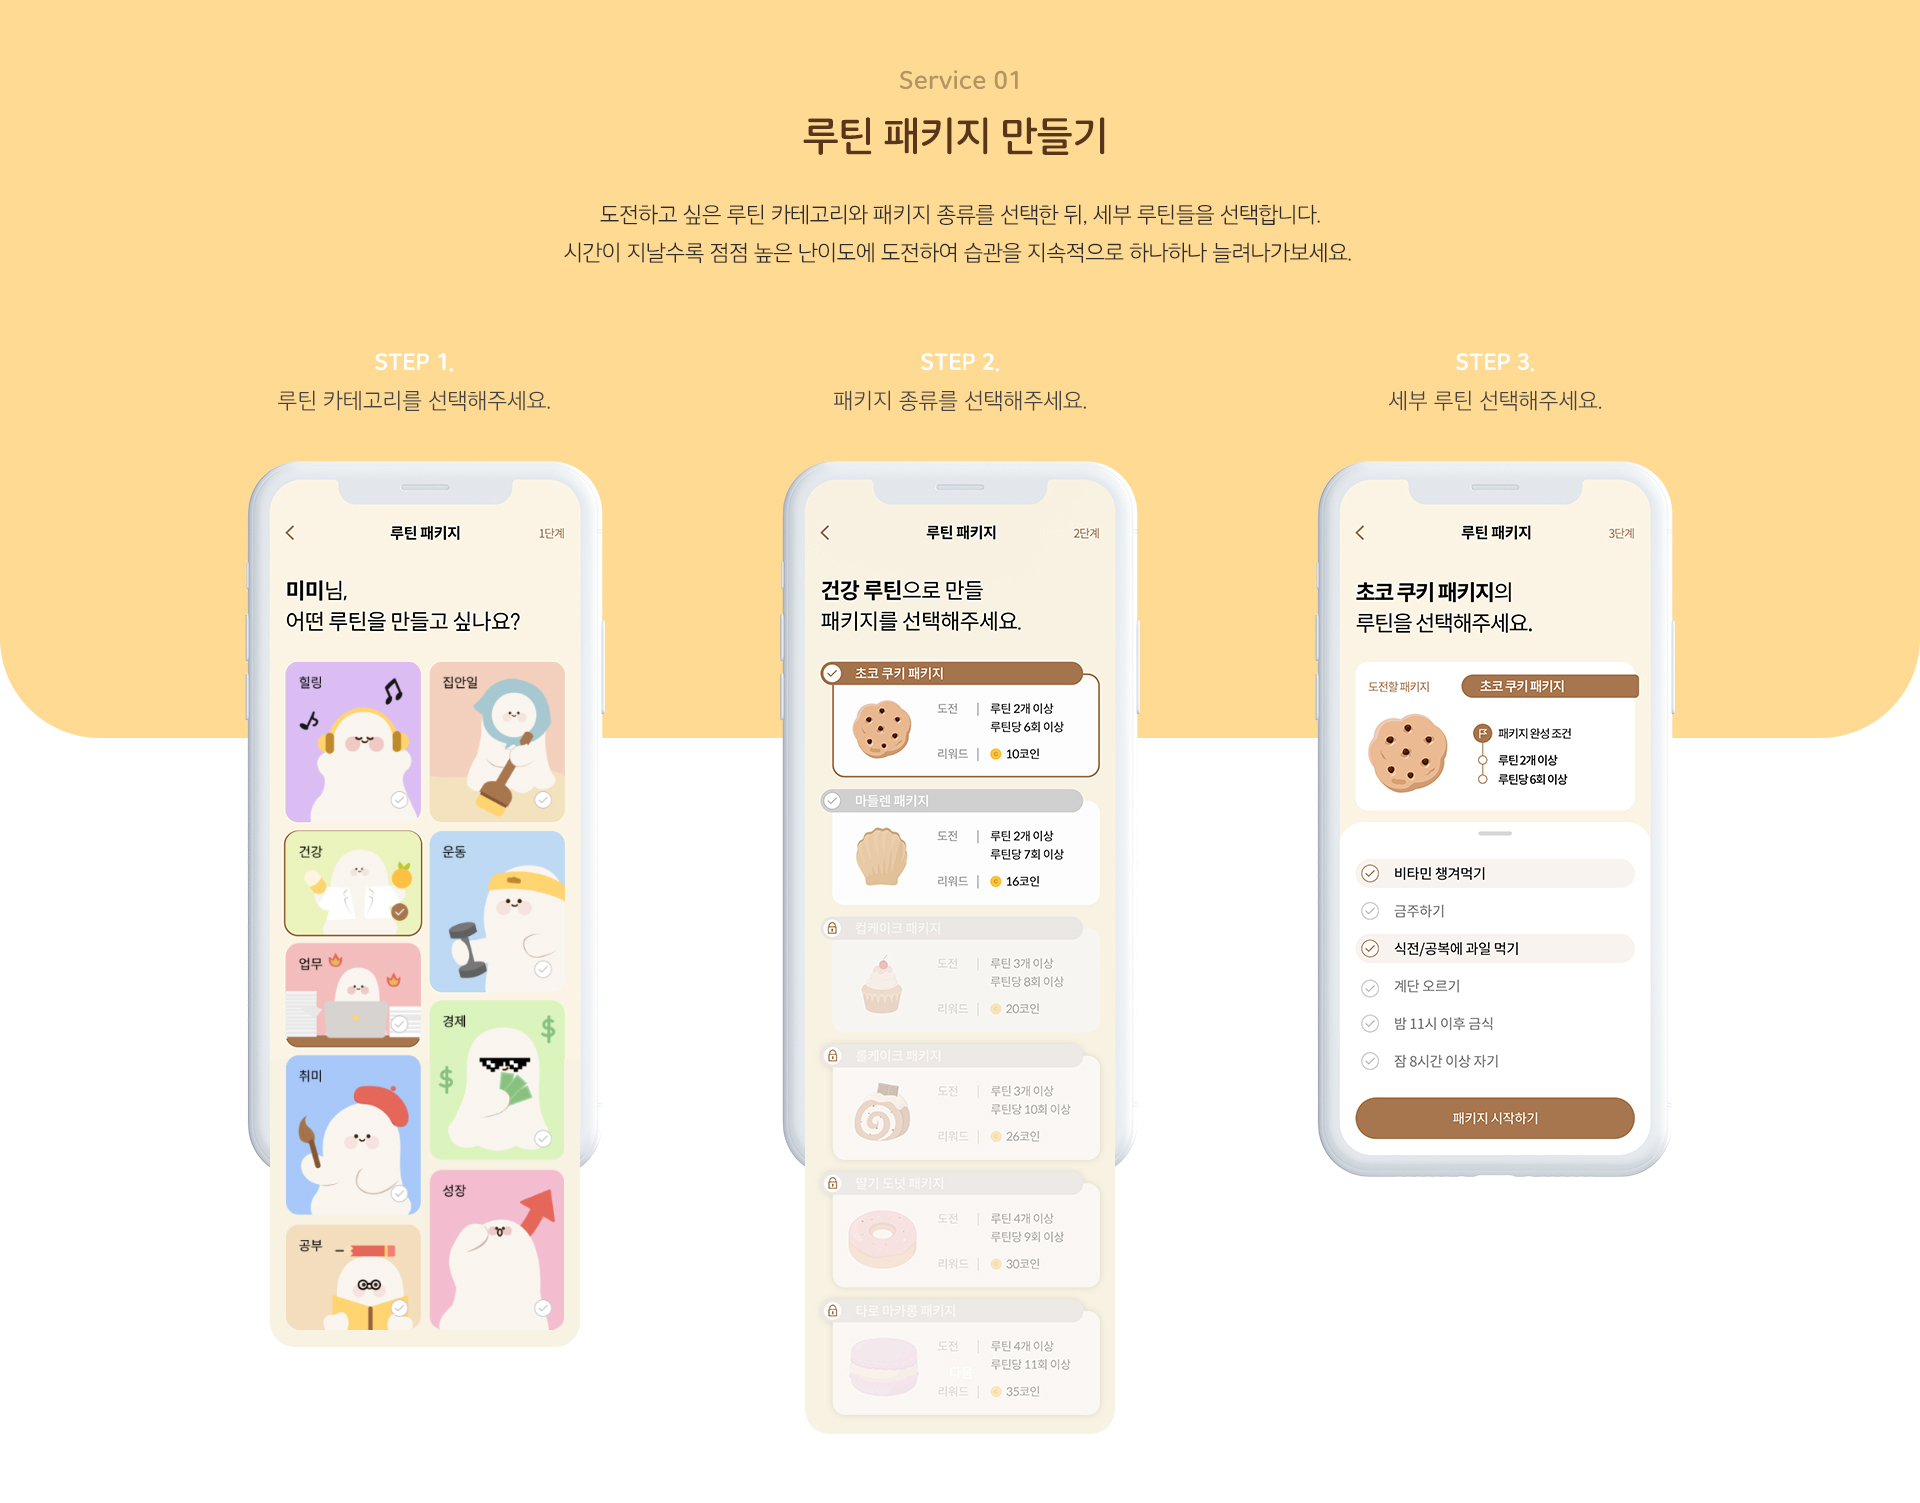 Service 01
루틴 패키지 만들기
도전하고 싶은 루틴 카테고리와 패키지 종류를 선택한 뒤, 세부 루틴들을 선택합니다.
시간이 지날수록 점점 높은 난이도에 도전하여 습관을 지속적으로 하나하나 늘려나가보세요.
STEP 1.
루틴 카테고리를 선택해주세요.
루틴 패키지
1단계
미미님,
어떤 루틴을 만들고 싶나요?
힐링
집안일
건강
운동
업무
경제
취미
성장
공부
STEP 2.
패키지 종류를 선택해주세요.
루틴 패키지
2단계
건강 루틴으로 만들
패키지를 선택해주세요.
초코 쿠키 패키지
도전 | 루틴 2개 이상
루틴당 6회 이상
리워드 | 10코인
마들렌 패키지
도전 | 루틴 2개 이상
루틴당 7회 이상
리워드 | 16코인
컵케이크 패키지
도전 | 루틴 3개 이상
루틴당 8회 이상
리워드 | 20코인
롤케이크 패키지
도전 | 루틴 3개 이상
루틴당 10회 이상
리워드 | 26코인
딸기 도넛 패키지
도전 | 루틴 4개 이상
루틴당 9회 이상
리워드 | 30코인
타로 마카롱 패키지
도전 | 루틴 4개 이상
루틴당 11회 이상
다음
리워드 | 35코인
STEP 3.
세부 루틴 선택해주세요.
루틴 패키지
3단계
초코 쿠키 패키지의
루틴을 선택해주세요.
도전할 패키지
초코 쿠키 패키지
패키지 완성 조건
루틴 2개 이상
루틴당 6회 이상
비타민 챙겨먹기
금주하기
식전/공복에 과일 먹기
계단 오르기
밤 11시 이후 금식
잠 8시간 이상 자기
패키지 시작하기